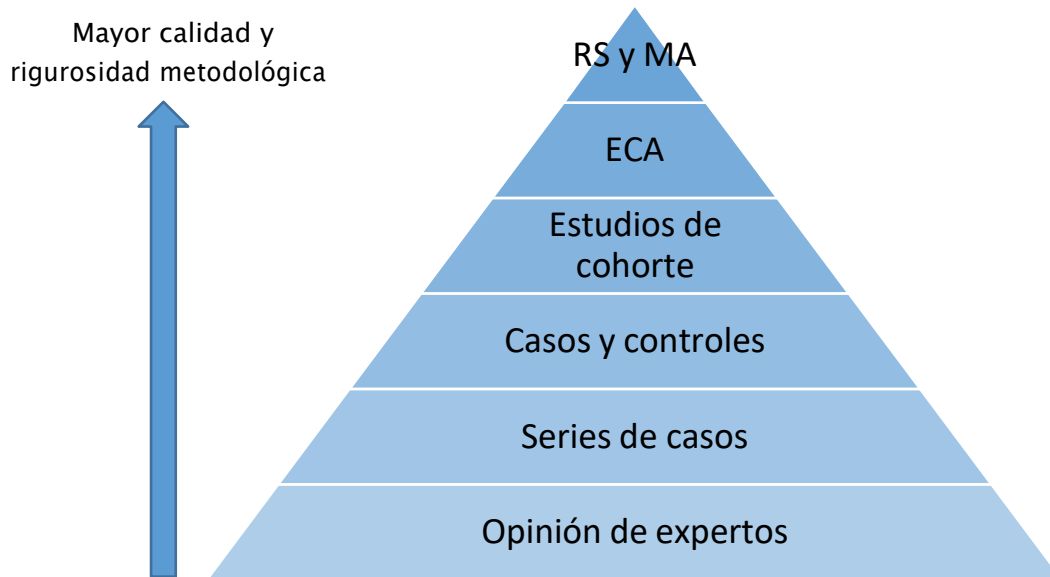 Mayor calidad y
rigurosidad metodológica
RS y MA
ECA
Estudios de
cohorte
Casos y controles
Series de casos
Opinión de expertos